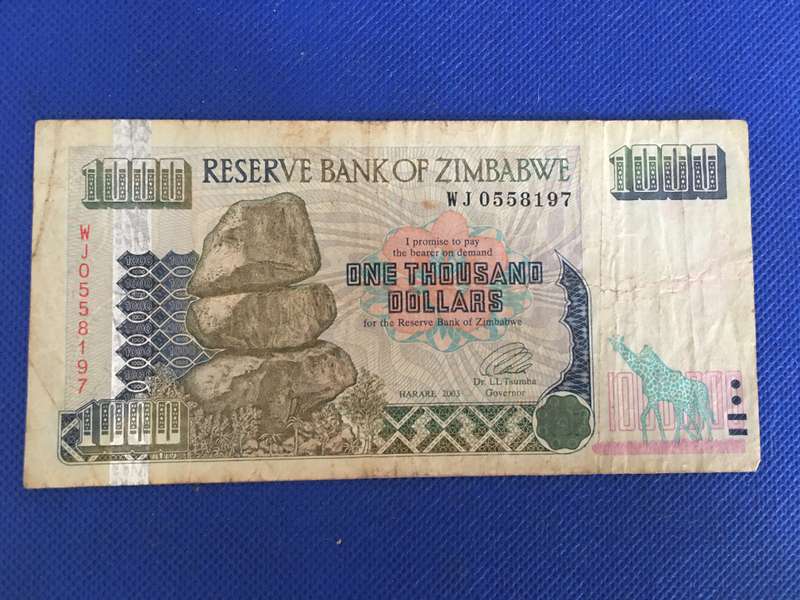 1000 RESERVE BANK OF ZIMBABWE 1000
WJ 0558197
WJ0558197
I promise to pay
the bearer on demand
ONE THOUSAND
DOLLARS
for the Reserve Bank of Zimbabwe
Dr. L.L Tsumba
HARARE 2003 Governor
1000